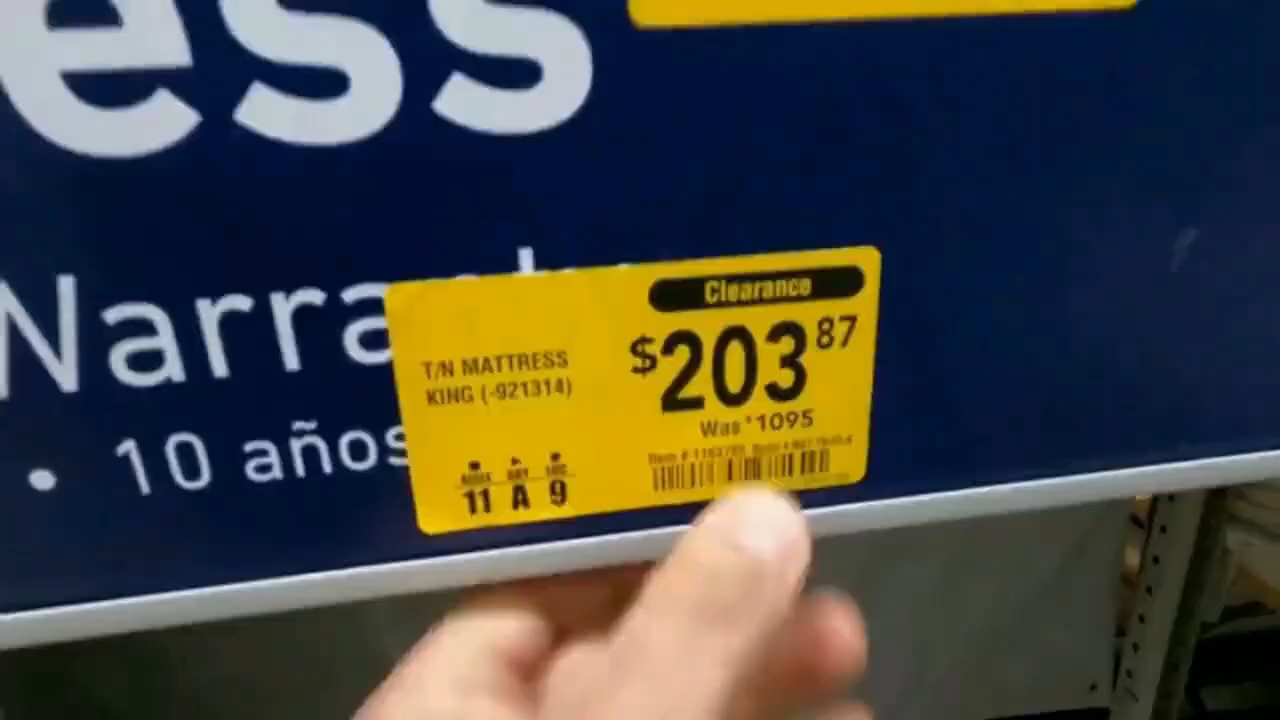 ess
Narra
• 10 años
Clearance
$203 87
T/N MATTRESS
KING (-921314)
Was $1095
11 A 9